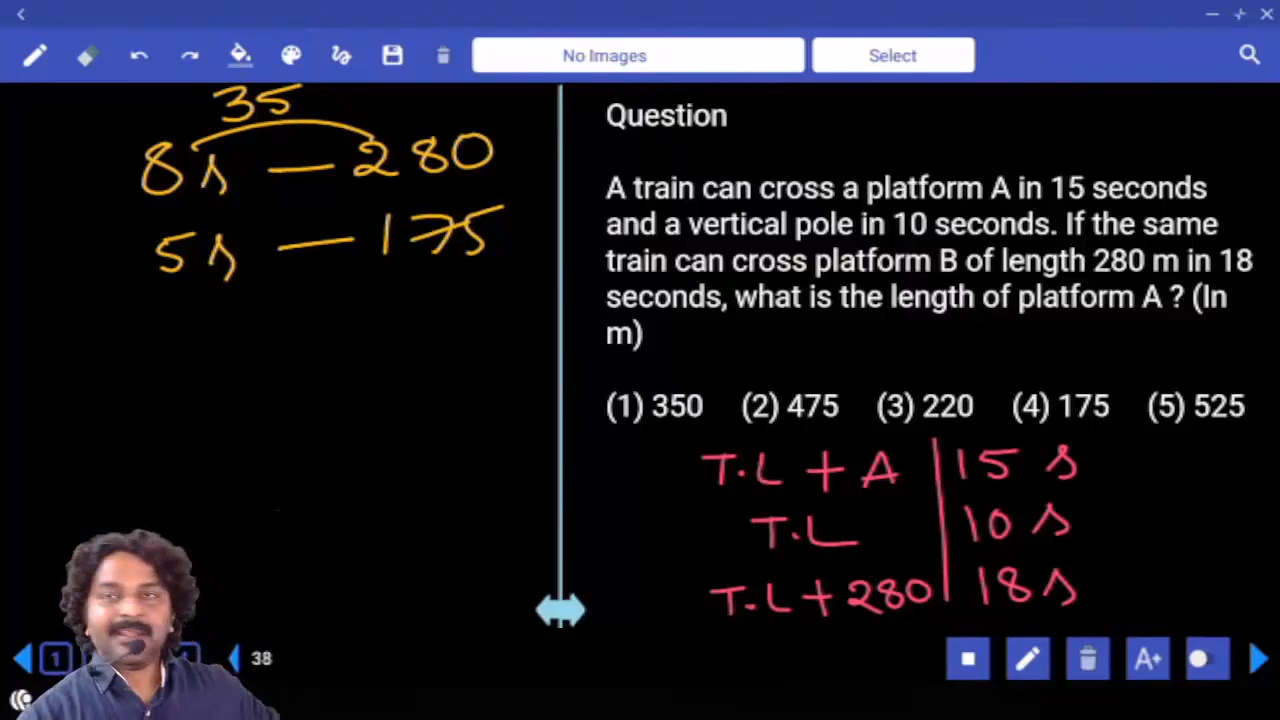 No Images
Select
35
8s — 280
5s — 175
Question
A train can cross a platform A in 15 seconds
and a vertical pole in 10 seconds. If the same
train can cross platform B of length 280 m in 18
seconds, what is the length of platform A ? (In
m)
(1) 350 (2) 475 (3) 220 (4) 175 (5) 525
T.L + A | 15 s
T.L | 10 s
T.L + 280 | 18 s
1
38
A+